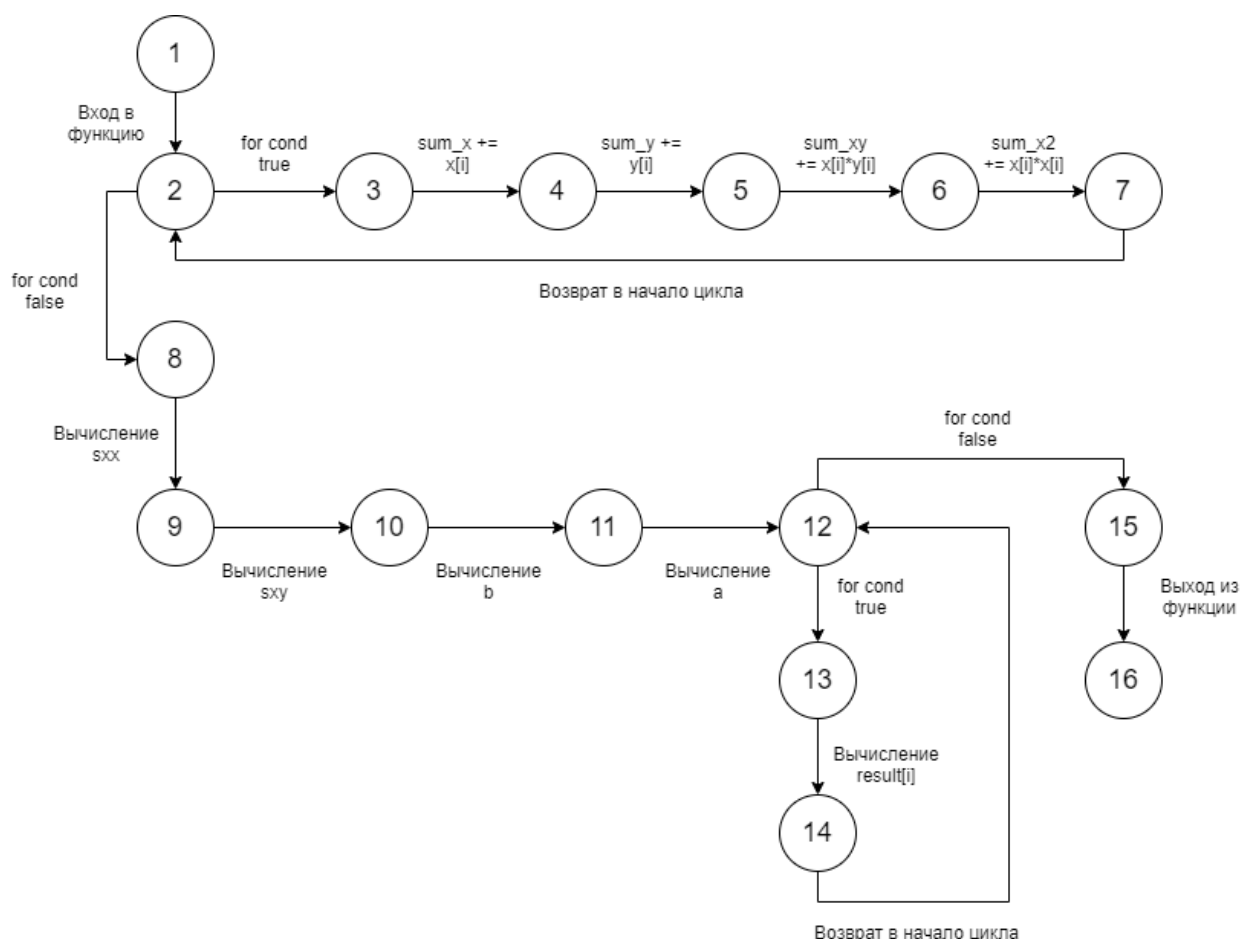 1
Вход в
функцию
for cond
true
sum_x +=
x[i]
sum_y +=
y[i]
sum_xy
+= x[i]*y[i]
sum_x2
+= x[i]*x[i]
2
3
4
5
6
7
for cond
false
Возврат в начало цикла
8
Вычисление
sxx
for cond
false
9
10
11
12
15
Вычисление
sxy
Вычисление
b
Вычисление
a
for cond
true
Выход из
функции
13
16
Вычисление
result[i]
14
Возврат в начало цикла